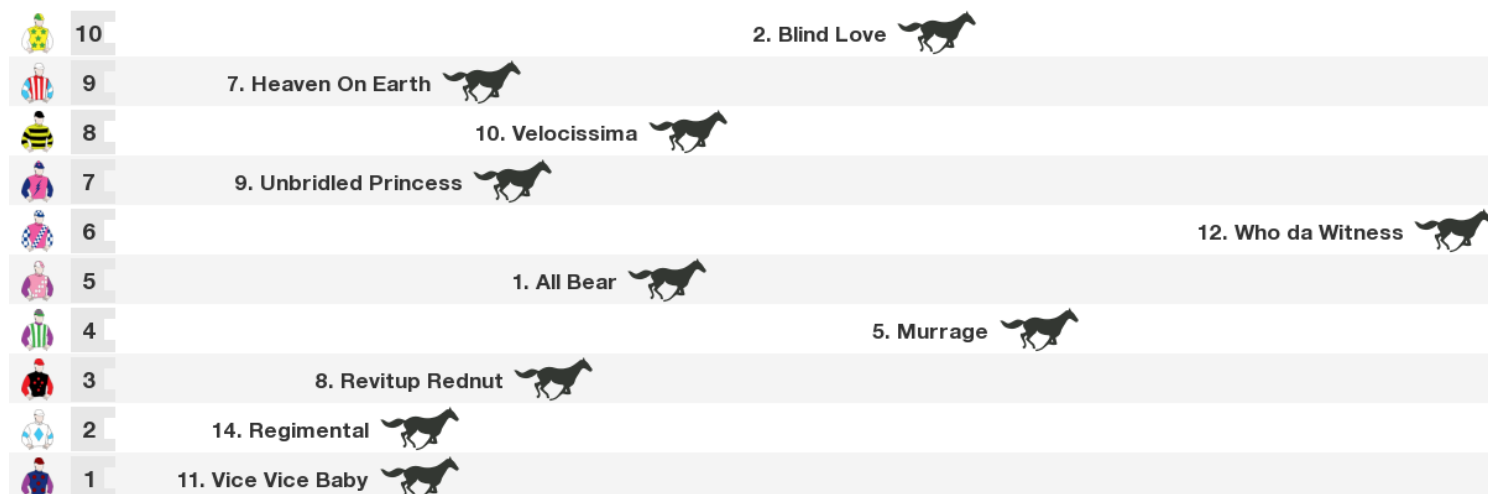 10 2. Blind Love
9 7. Heaven On Earth
8 10. Velocissima
7 9. Unbridled Princess
6 12. Who da Witness
5 1. All Bear
4 5. Murrage
3 8. Revitup Rednut
2 14. Regimental
1 11. Vice Vice Baby